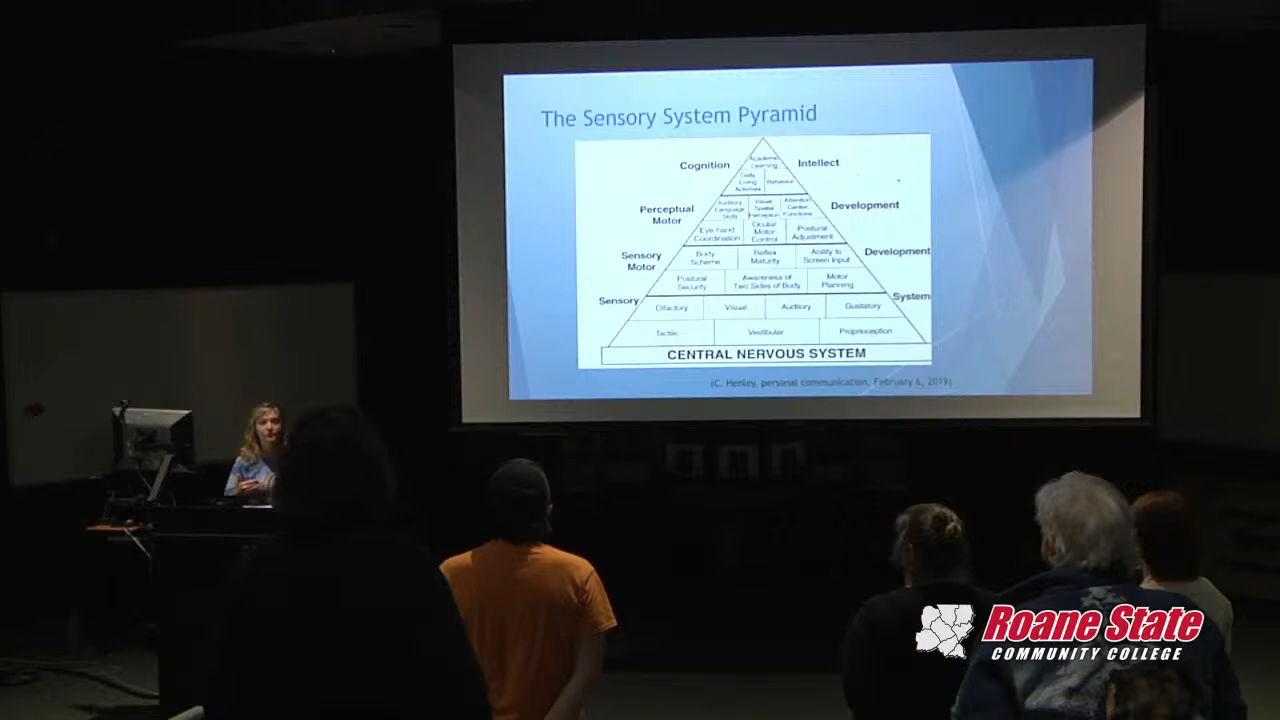 The Sensory System Pyramid
Cognition
Intellect
Academic
Learning
Daily
Living
Activities
Behavior
Perceptual
Motor
Development
Auditory
Language
Skills
Visual
Spatial
Perception
Attention
Center
Functions
Eye-hand
Coordination
Ocular
Motor
Control
Postural
Adjustment
Sensory
Motor
Development
Body
Scheme
Reflex
Maturity
Ability to
Screen Input
Postural
Security
Awareness of
Two Sides of Body
Motor
Planning
Sensory
System
Olfactory
Visual
Auditory
Gustatory
Tactile
Vestibular
Proprioception
CENTRAL NERVOUS SYSTEM
(C. Henley, personal communication, February 6, 2019)
Roane State
COMMUNITY COLLEGE